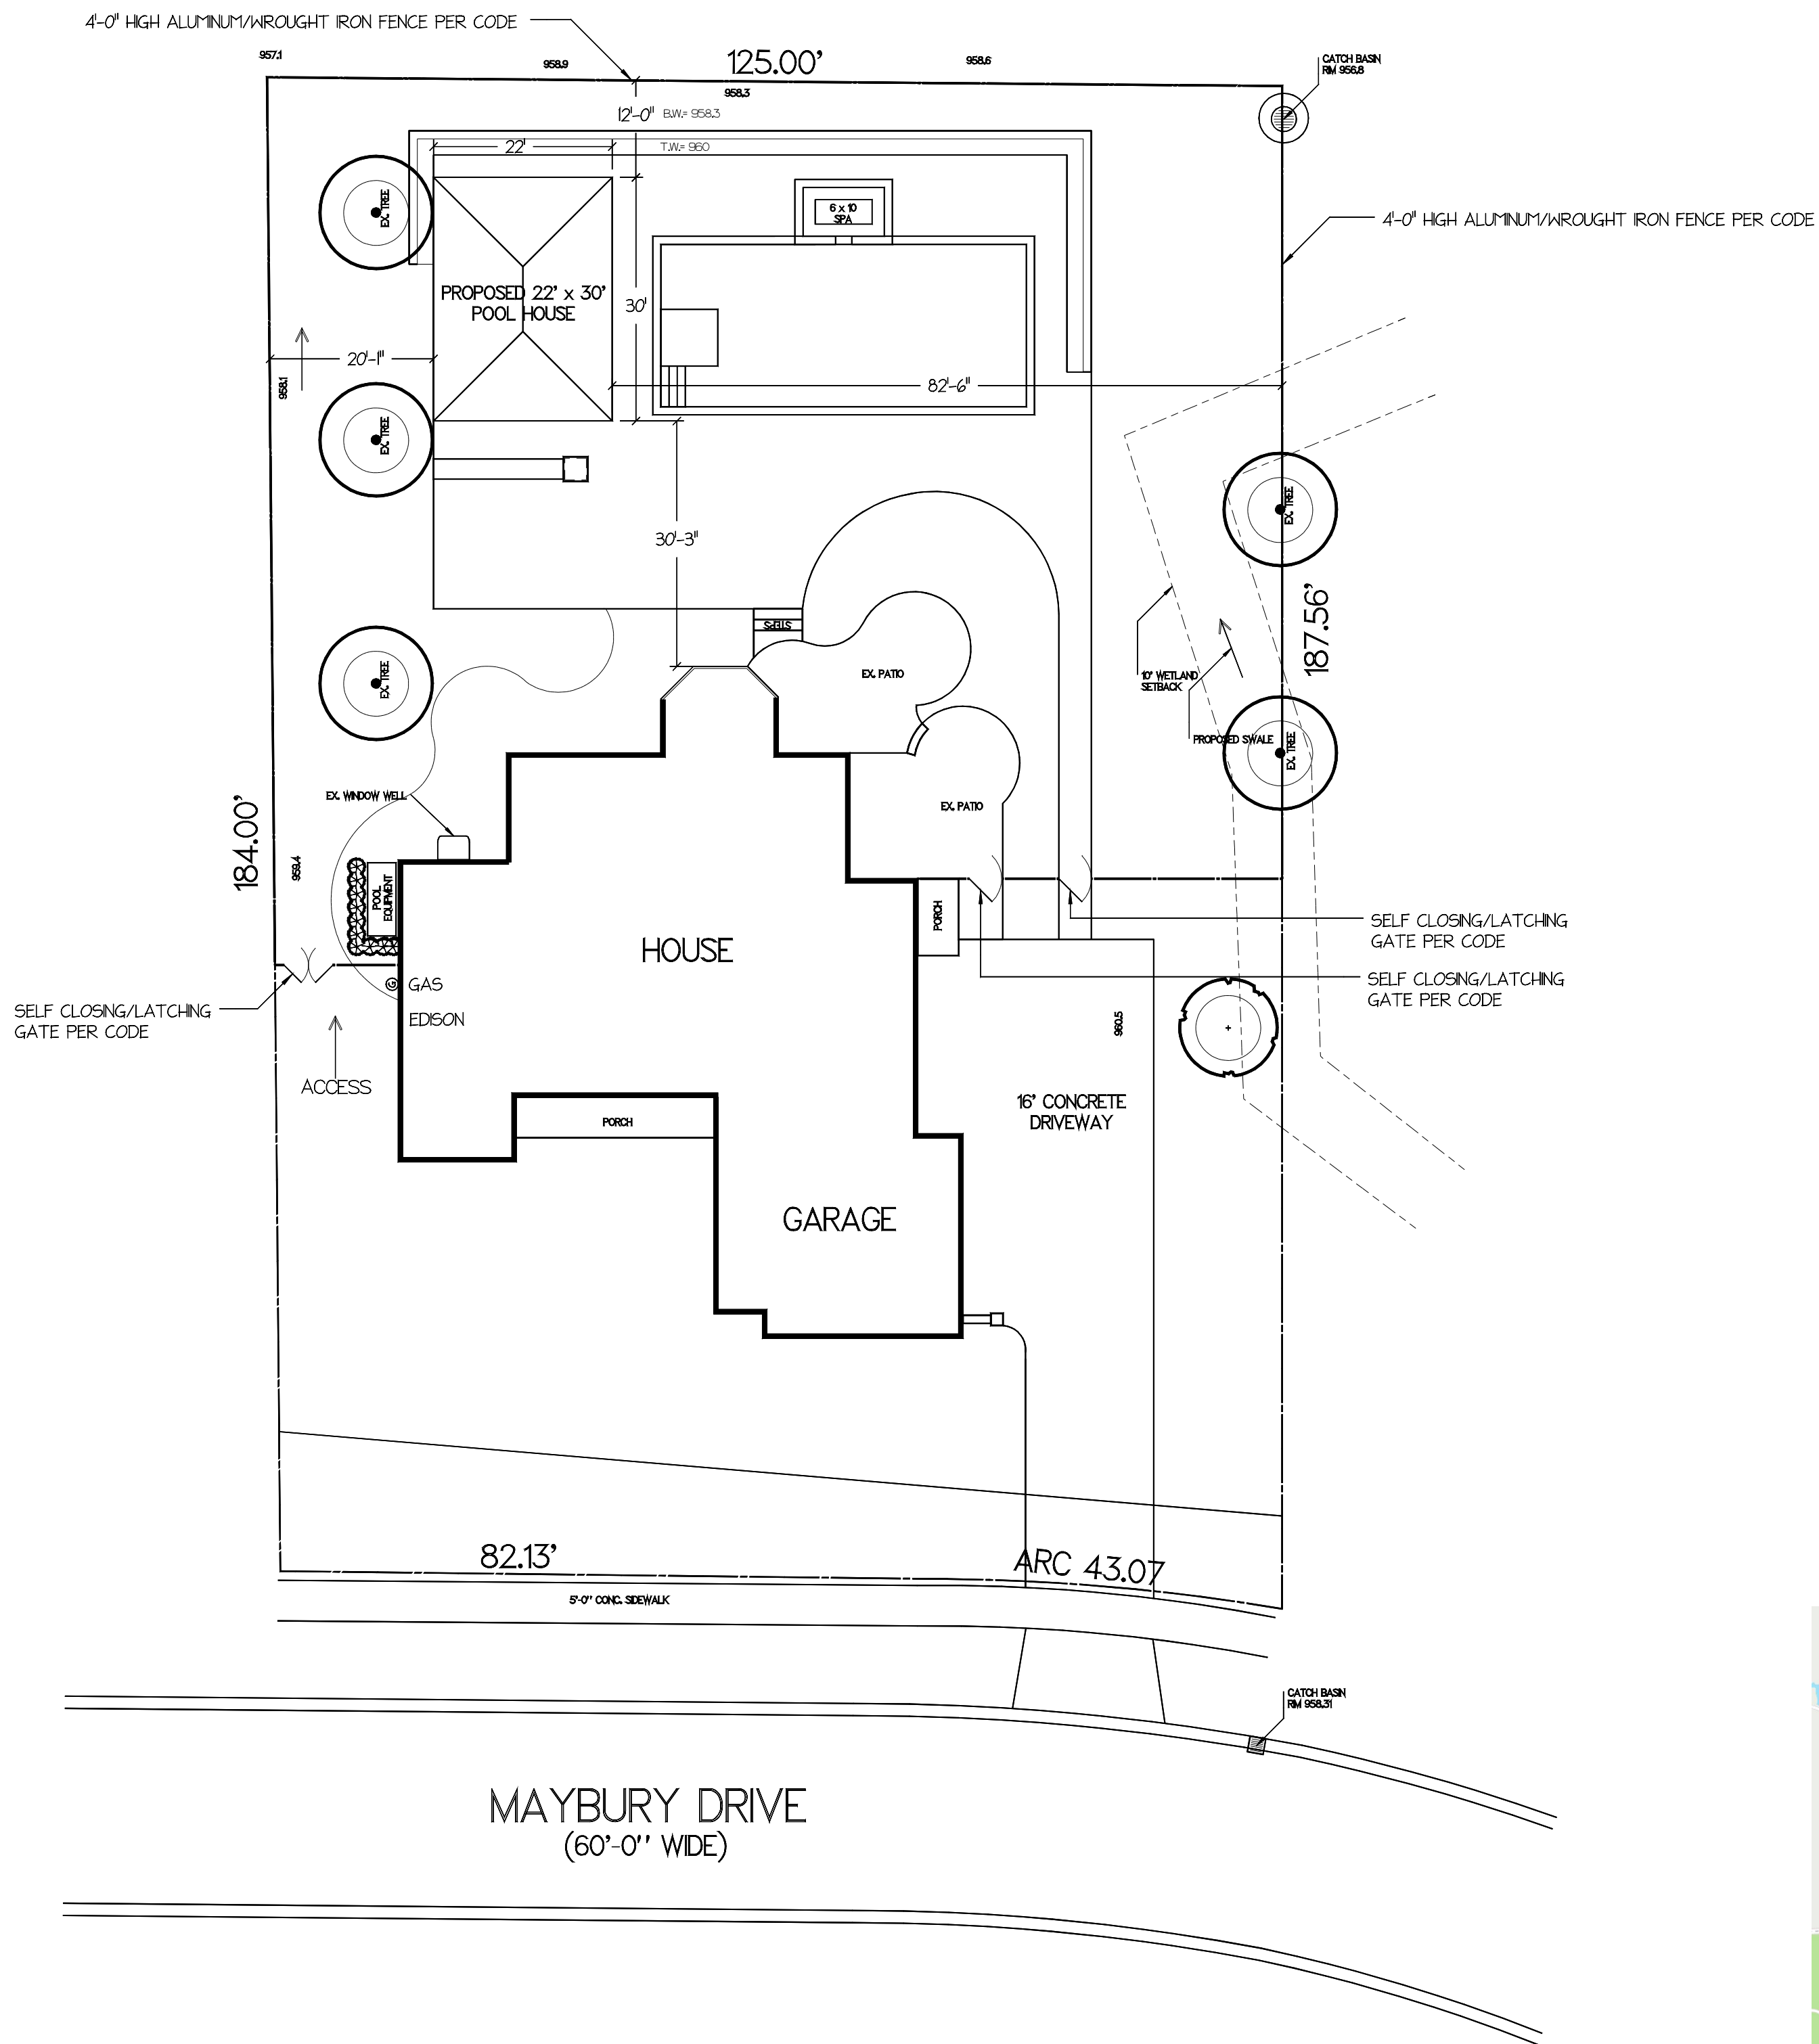 4'-0" HIGH ALUMINUM/WROUGHT IRON FENCE PER CODE
957.1
958.9
125.00'
958.6
CATCH BASIN
RIM 956.8
958.3
12'-0"
B.W.= 958.3
22'
T.W.= 960
EX. TREE
6 x 10
SPA
4'-0" HIGH ALUMINUM/WROUGHT IRON FENCE PER CODE
PROPOSED 22' x 30'
POOL HOUSE
30'
20'-1"
958.1
82'-6"
EX. TREE
EX. TREE
30'-3"
STEPS
187.56'
EX. TREE
EX. PATIO
10' WETLAND
SETBACK
PROPOSED SWALE
EX. TREE
EX. WINDOW WELL
EX. PATIO
184.00'
959.4
POOL
EQUIPMENT
PORCH
SELF CLOSING/LATCHING
GATE PER CODE
HOUSE
SELF CLOSING/LATCHING
GATE PER CODE
G
GAS
SELF CLOSING/LATCHING
GATE PER CODE
EDISON
960.5
ACCESS
16' CONCRETE
DRIVEWAY
PORCH
GARAGE
82.13'
ARC 43.07
5'-0" CONC. SIDEWALK
CATCH BASIN
RIM 958.31
MAYBURY DRIVE
(60'-0" WIDE)